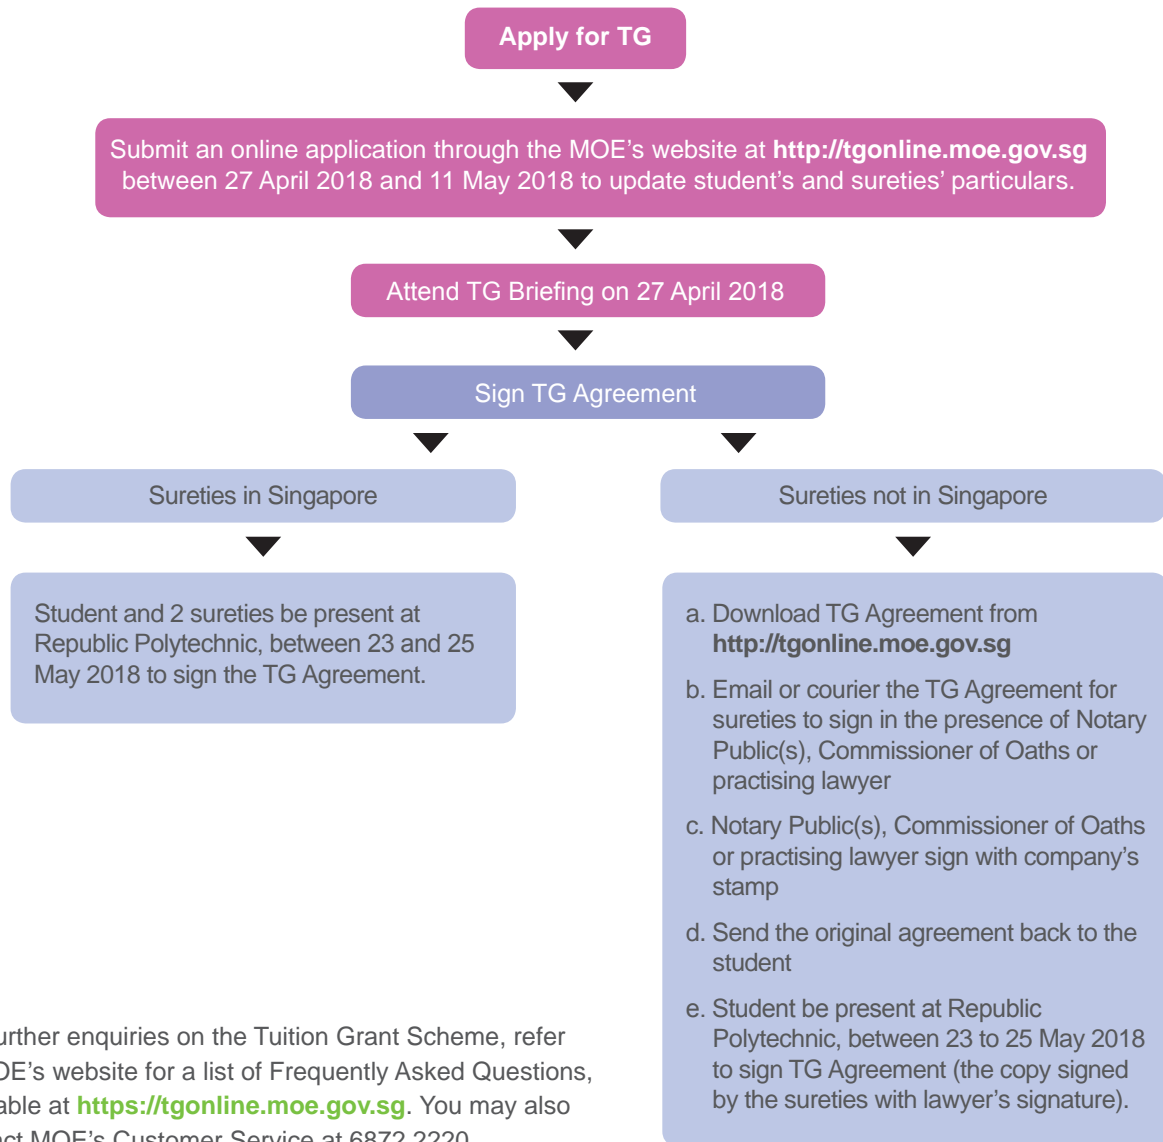 Apply for TG
Submit an online application through the MOE's website at http://tgonline.moe.gov.sg
between 27 April 2018 and 11 May 2018 to update student's and sureties' particulars.
Attend TG Briefing on 27 April 2018
Sign TG Agreement
Sureties in Singapore
Student and 2 sureties be present at
Republic Polytechnic, between 23 and 25
May 2018 to sign the TG Agreement.
Sureties not in Singapore
a. Download TG Agreement from
http://tgonline.moe.gov.sg
b. Email or courier the TG Agreement for
sureties to sign in the presence of Notary
Public(s), Commissioner of Oaths or
practising lawyer
c. Notary Public(s), Commissioner of Oaths
or practising lawyer sign with company's
stamp
d. Send the original agreement back to the
student
e. Student be present at Republic
Polytechnic, between 23 to 25 May 2018
to sign TG Agreement (the copy signed
by the sureties with lawyer's signature).
urther enquiries on the Tuition Grant Scheme, refer
OE's website for a list of Frequently Asked Questions,
able at https://tgonline.moe.gov.sg. You may also
act MOE's Customer Service at 6872 2220